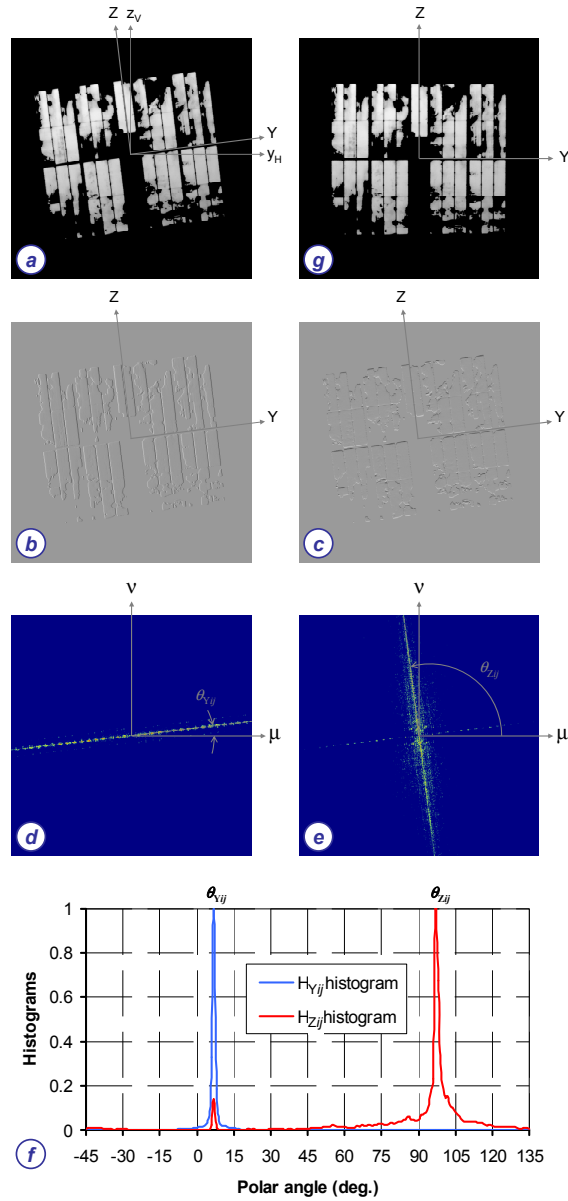 Z z_V Z
Y
y_H Y
a g
Z Z
Y Y
b c
ν ν
θ_Yij θ_Zij
μ μ
d e
θ_Yij θ_Zij
1
0.8
0.6
0.4
0.2
0
Histograms
H_Yij histogram
H_Zij histogram
-45 -30 -15 0 15 30 45 60 75 90 105 120 135
f
Polar angle (deg.)